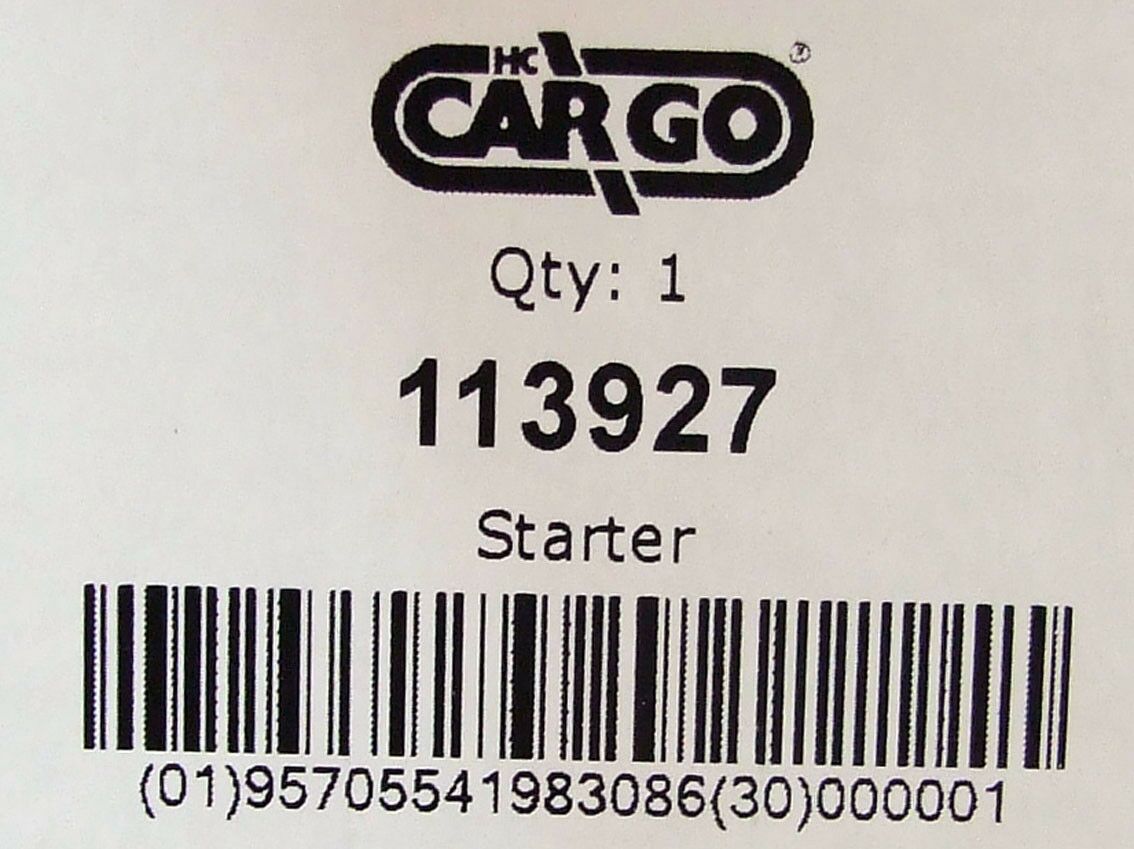 HC
CARGO®
Qty: 1
113927
Starter
(01)95705541983086(30)000001